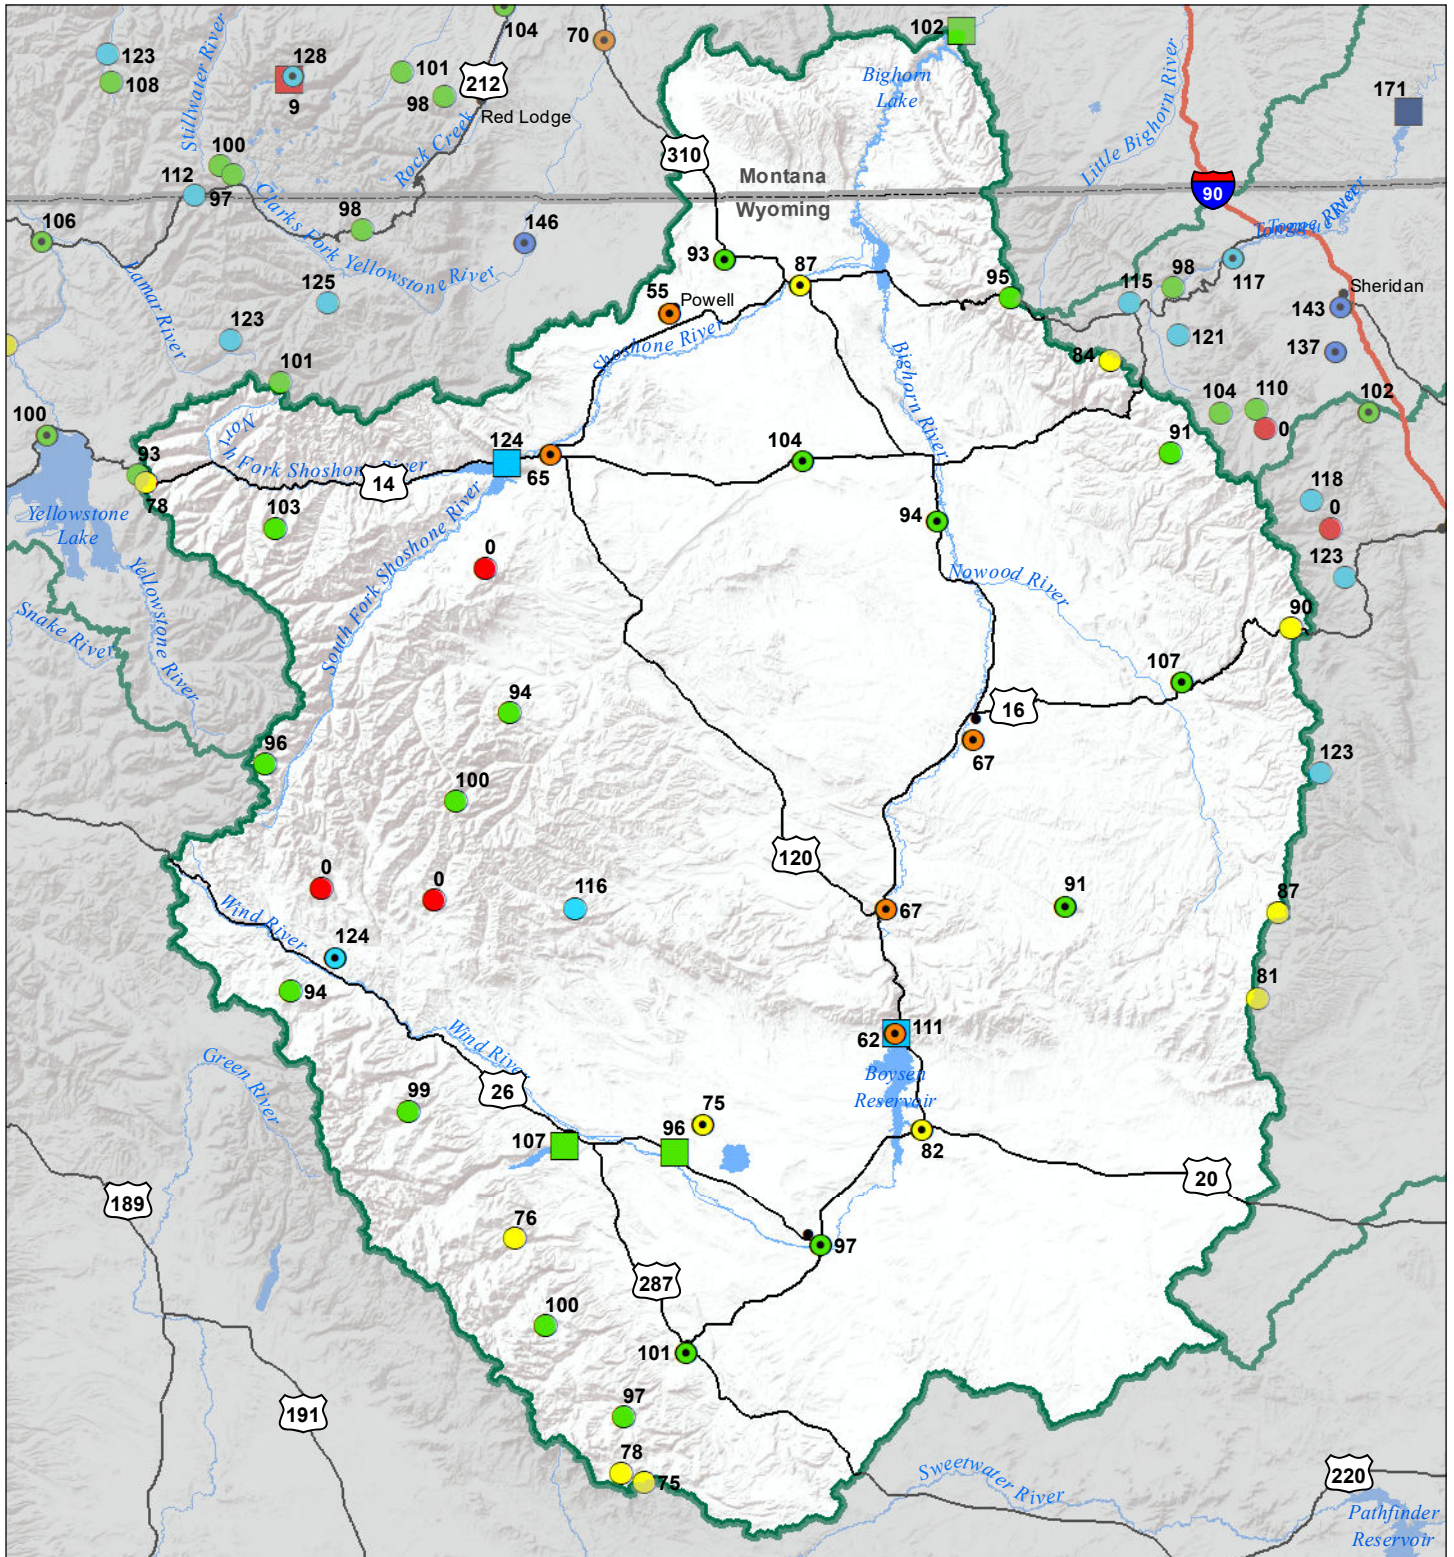 104
70
102
123
128
101
108
9
98
212
Stillwater River
Bighorn
Lake
Little Bighorn River
171
Red Lodge
Rock Creek
310
100
Montana
112
97
Clarks Fork Yellowstone River
98
Wyoming
90
Tongue River
106
146
93
87
95
115
98
117
Lamar River
125
55
Powell
Sheridan
143
123
Shoshone River
Bighorn River
84
121
137
101
104
110
0
102
100
North Fork Shoshone River
93
78
14
124
65
104
91
Yellowstone
Lake
103
South Fork Shoshone River
94
118
0
0
Nowood River
123
Yellowstone River
Snake River
90
107
94
16
96
67
123
100
120
0
0
116
67
91
87
Wind River
124
94
81
62
111
Wind River
Boysen
Reservoir
Green River
26
99
75
107
96
82
20
189
76
97
287
100
101
191
97
78
75
Sweetwater River
220
Pathfinder
Reservoir